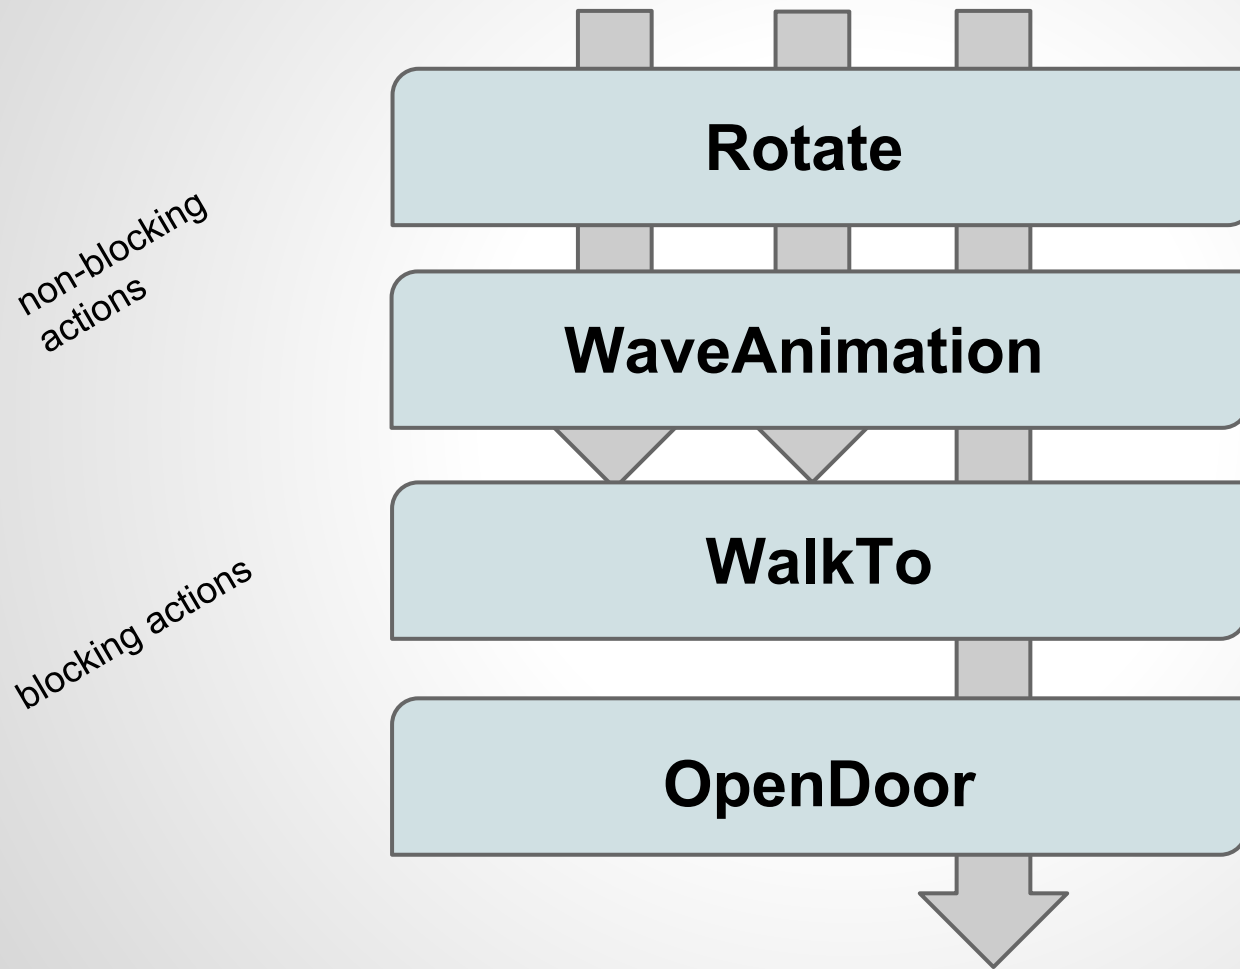 Rotate
non-blocking
actions
WaveAnimation
WalkTo
blocking actions
OpenDoor